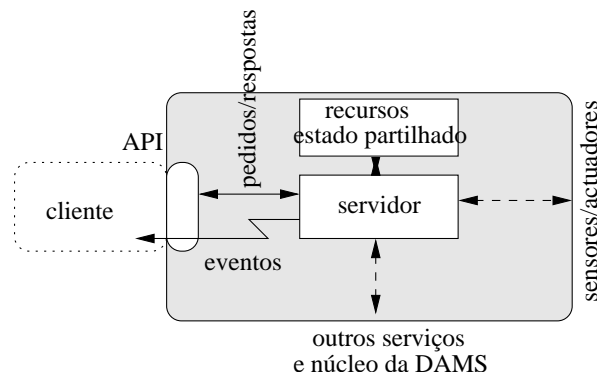 pedidos/respostas
recursos
estado partilhado
API
cliente
servidor
sensores/actuadores
eventos
outros serviços
e núcleo da DAMS